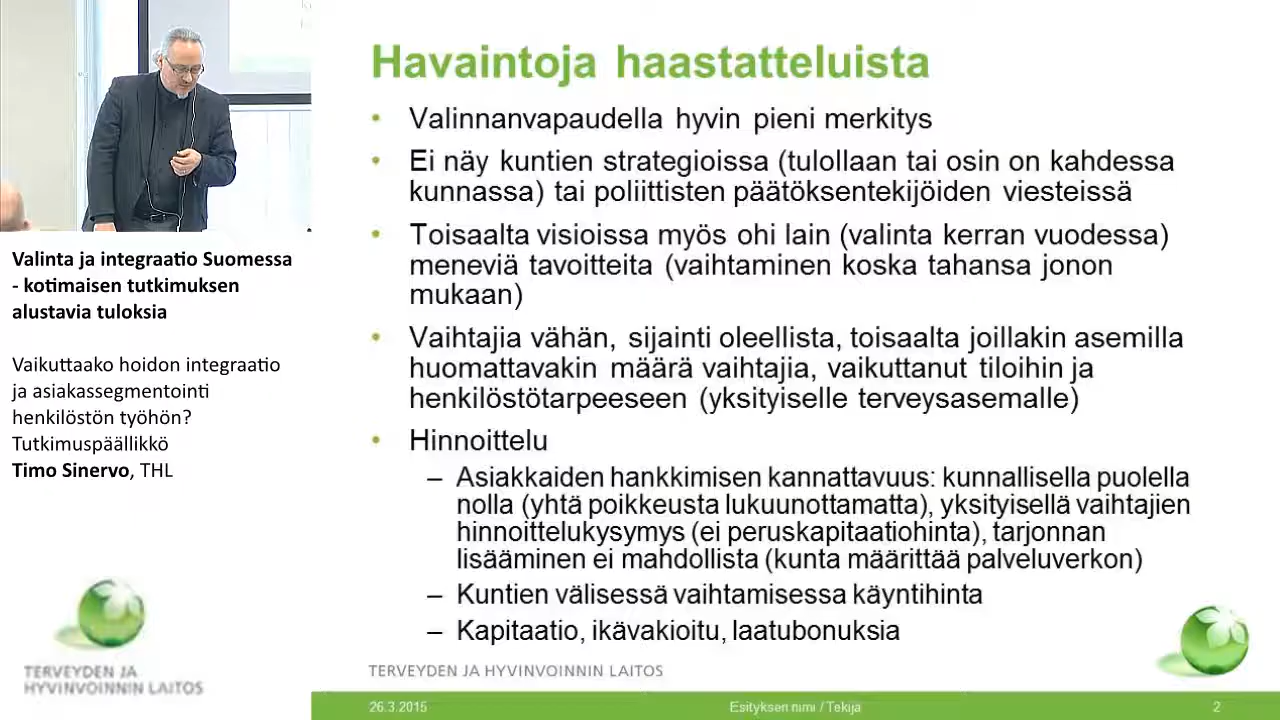 Valinta ja integraatio Suomessa
- kotimaisen tutkimuksen
alustavia tuloksia
Vaikuttaako hoidon integraatio
ja asiakassegmentointi
henkilöstön työhön?
Tutkimuspäällikkö
Timo Sinervo, THL
TERVEYDEN JA
HYVINVOINNIN LAITOS
Havaintoja haastatteluista
• Valinnanvapaudella hyvin pieni merkitys
• Ei näy kuntien strategioissa (tulollaan tai osin on kahdessa
kunnassa) tai poliittisten päätöksentekijöiden viesteissä
• Toisaalta visioissa myös ohi lain (valinta kerran vuodessa)
meneviä tavoitteita (vaihtaminen koska tahansa jonon
mukaan)
• Vaihtajia vähän, sijainti oleellista, toisaalta joillakin asemilla
huomattavakin määrä vaihtajia, vaikuttanut tiloihin ja
henkilöstötarpeeseen (yksityiselle terveysasemalle)
• Hinnoittelu
– Asiakkaiden hankkimisen kannattavuus: kunnallisella puolella
nolla (yhtä poikkeusta lukuunottamatta), yksityisellä vaihtajien
hinnoittelukysymys (ei peruskapitaatiohinta), tarjonnan
lisääminen ei mahdollista (kunta määrittää palveluverkon)
– Kuntien välisessä vaihtamisessa käyntihinta
– Kapitaatio, ikävakioitu, laatubonuksia
TERVEYDEN JA HYVINVOINNIN LAITOS
26.3.2015 Esityksen nimi / Tekijä 2